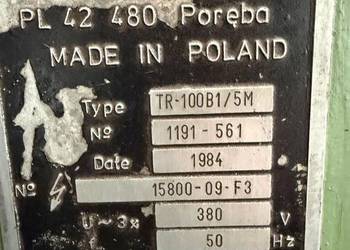 PL 42 480 Poręba
MADE IN POLAND
Type TR-100B1/5M
Nº 1191-561
Date 1984
Nº 15800-09-F3
U~3x 380 V
50 Hz